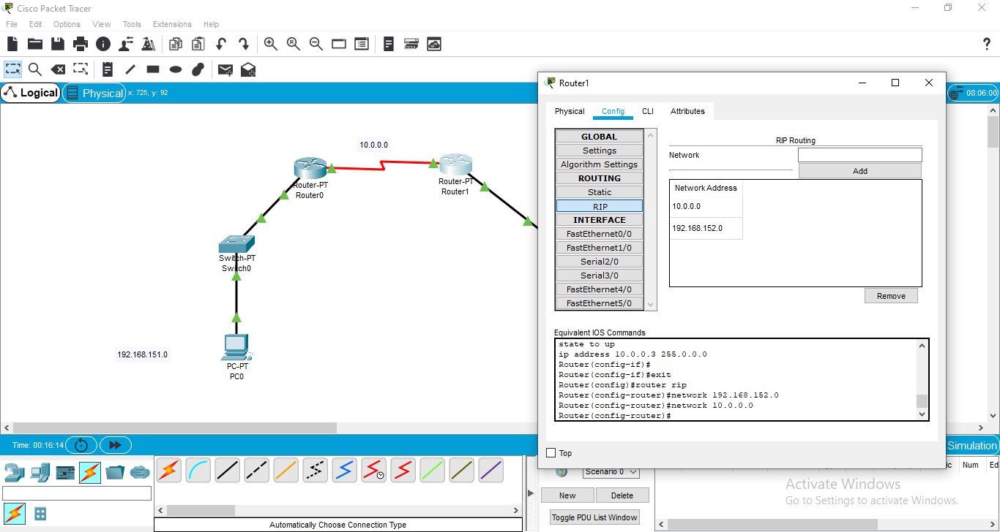 Cisco Packet Tracer
File Edit Options View Tools Extensions Help
Logical
Physical
x: 725, y: 92
08:06:00
10.0.0.0
Router-PT
Router0
Router-PT
Router1
Switch-PT
Switch0
192.168.151.0
PC-PT
PC0
Router1
Physical Config CLI Attributes
GLOBAL
Settings
Algorithm Settings
ROUTING
Static
RIP
INTERFACE
FastEthernet0/0
FastEthernet1/0
Serial2/0
Serial3/0
FastEthernet4/0
FastEthernet5/0
RIP Routing
Network
Add
Network Address
10.0.0.0
192.168.152.0
Remove
Equivalent IOS Commands
state to up
ip address 10.0.0.3 255.0.0.0
Router(config-if)#
Router(config-if)#exit
Router(config)#router rip
Router(config-router)#network 192.168.152.0
Router(config-router)#network 10.0.0.0
Router(config-router)#
Top
Time: 00:16:14
Simulation
Scenario 0
New
Delete
Toggle PDU List Window
Num
Automatically Choose Connection Type
Activate Windows
Go to Settings to activate Windows.